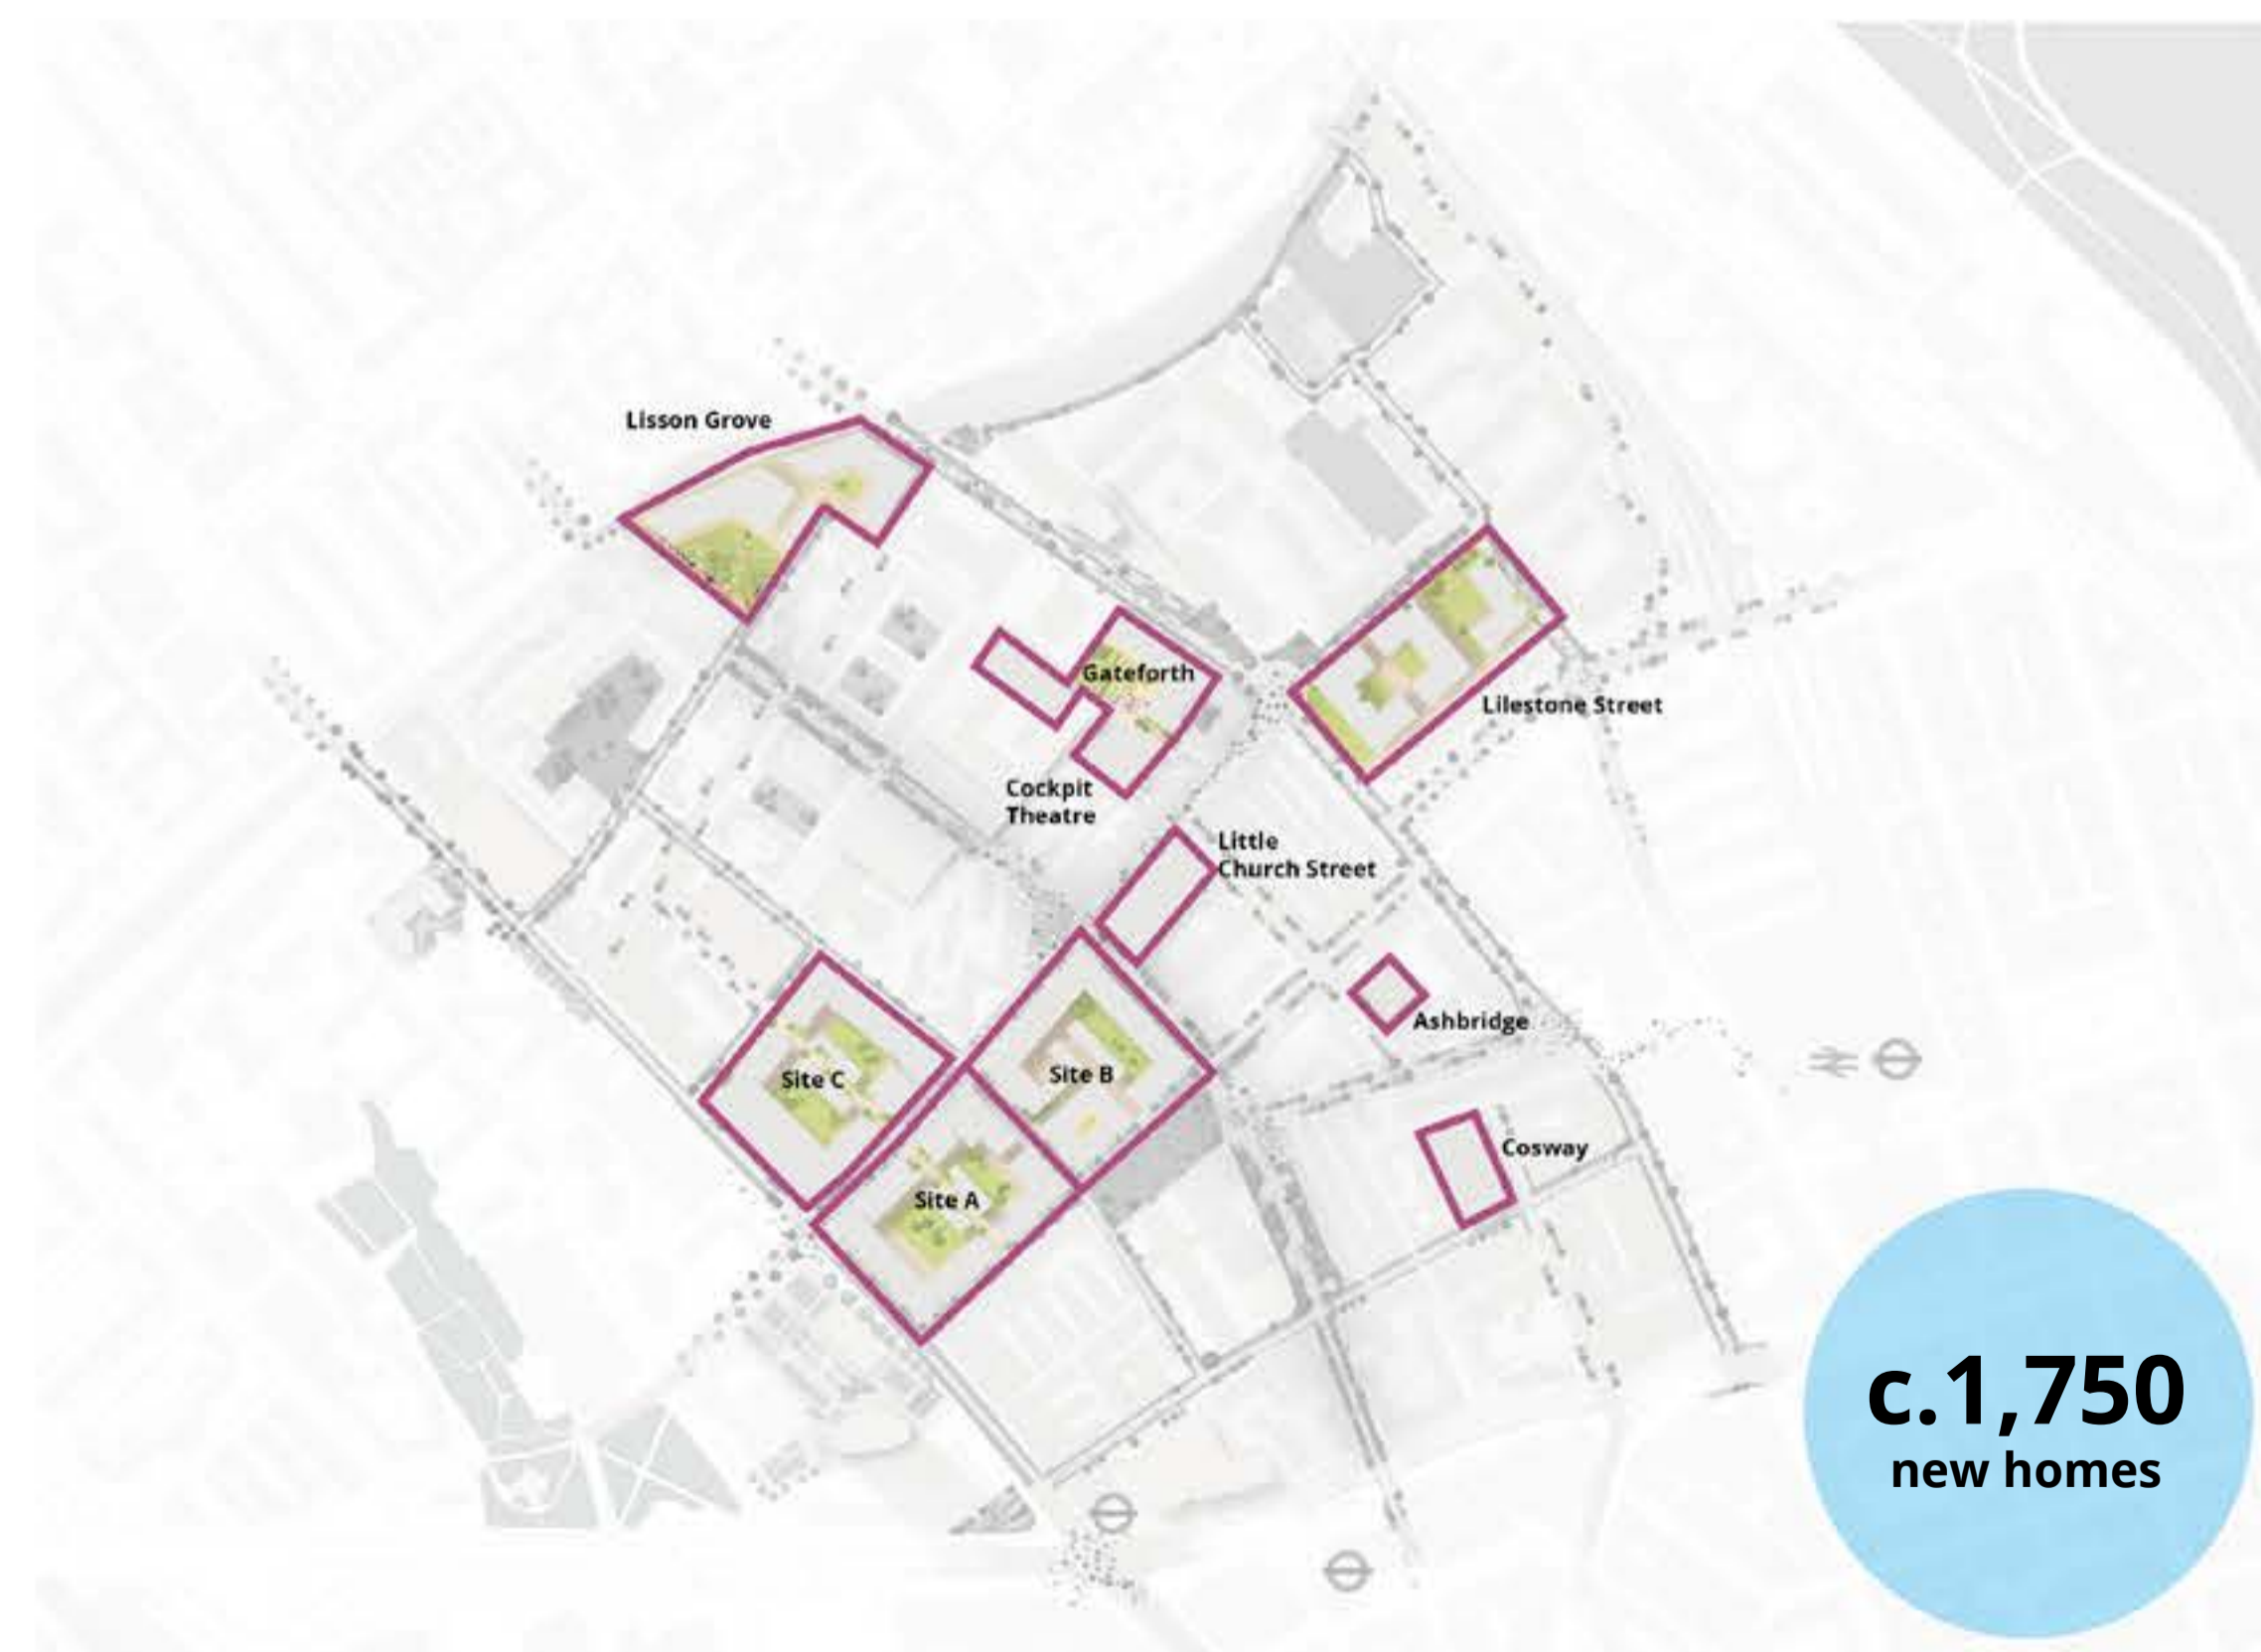 Lisson Grove
Gateforth
Lilestone Street
Cockpit
Theatre
Little
Church Street
Ashbridge
Site C
Site B
Cosway
Site A
c.1,750
new homes